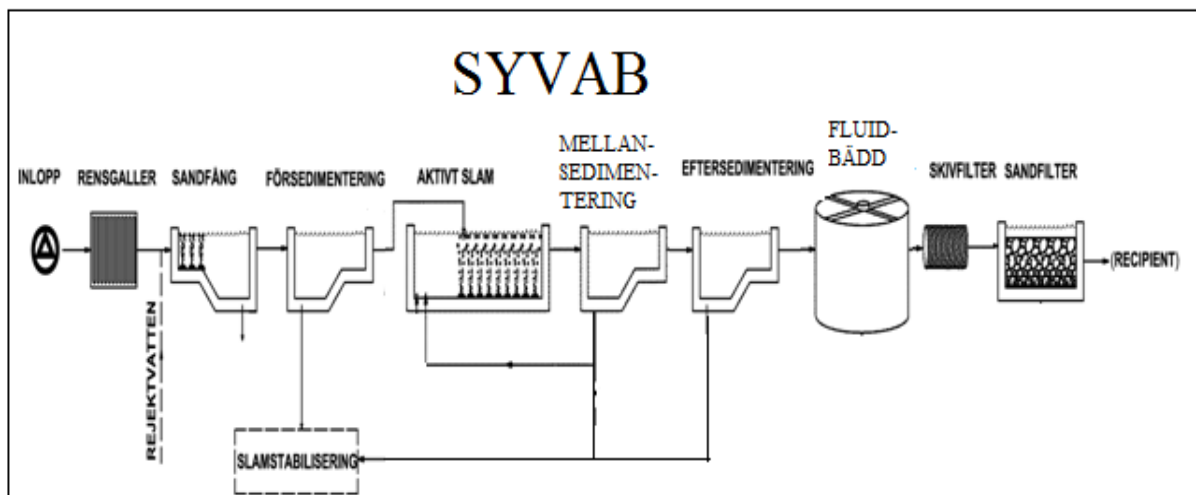 SYVAB
INLOPP
RENSGALLER
SANDFÅNG
FÖRSEDIMENTERING
AKTIVT SLAM
MELLAN-
SEDIMEN-
TERING
EFTERSEDIMENTERING
FLUID-
BÄDD
SKIVFILTER
SANDFILTER
(RECIPIENT)
REJEKTVATTEN
SLAMSTABILISERING